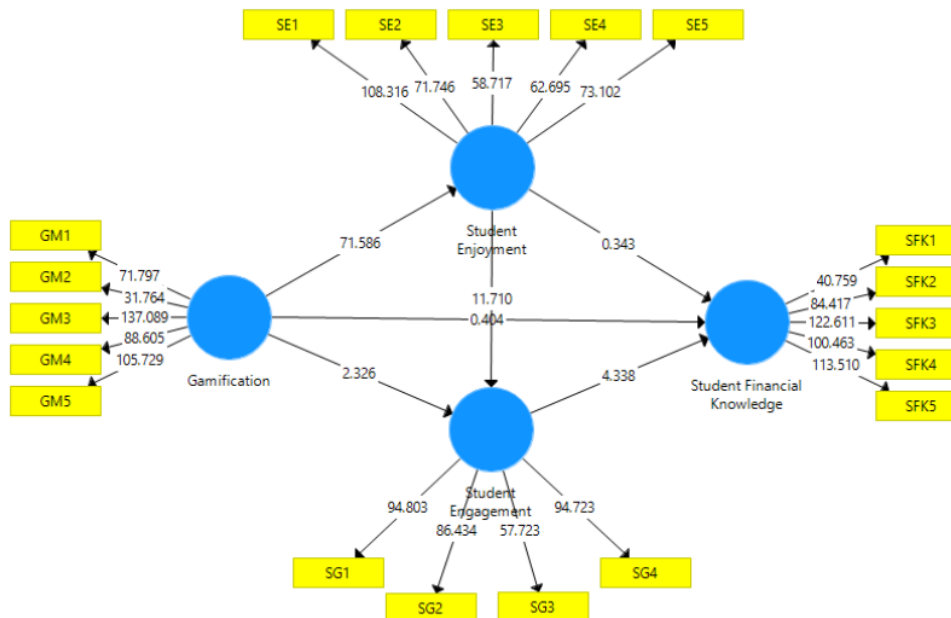 SE1
SE2
SE3
SE4
SE5
108.316
71.746
58.717
62.695
73.102
Student
Enjoyment
GM1
GM2
GM3
GM4
GM5
71.797
31.764
137.089
88.605
105.729
Gamification
71.586
0.343
11.710
0.404
2.326
4.338
SFK1
SFK2
SFK3
SFK4
SFK5
40.759
84.417
122.611
100.463
113.510
Student Financial
Knowledge
Student
Engagement
94.803
86.434
57.723
94.723
SG1
SG2
SG3
SG4